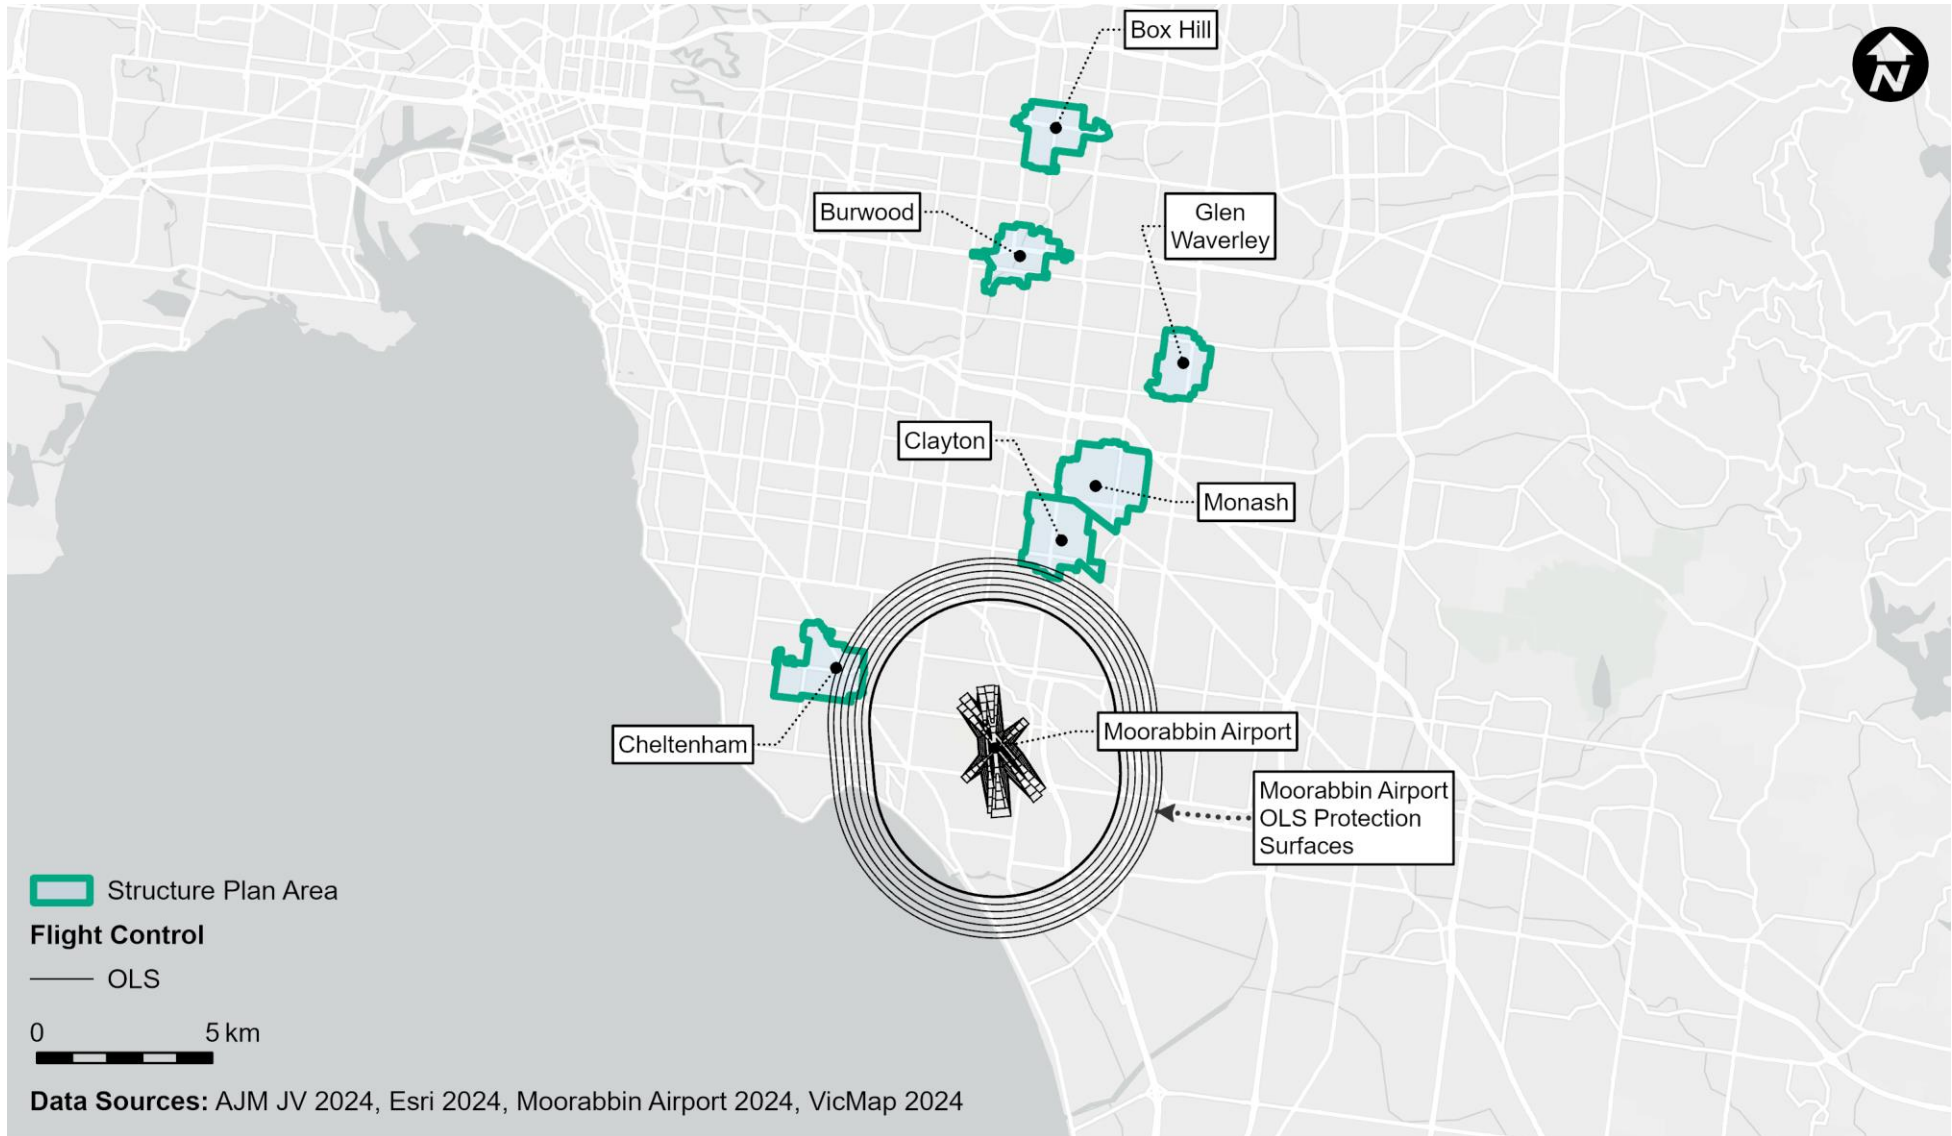 Box Hill
N
Burwood
Glen
Waverley
Clayton
Monash
Cheltenham
Moorabbin Airport
Moorabbin Airport
OLS Protection
Surfaces
Structure Plan Area
Flight Control
OLS
0 5 km
Data Sources: AJM JV 2024, Esri 2024, Moorabbin Airport 2024, VicMap 2024